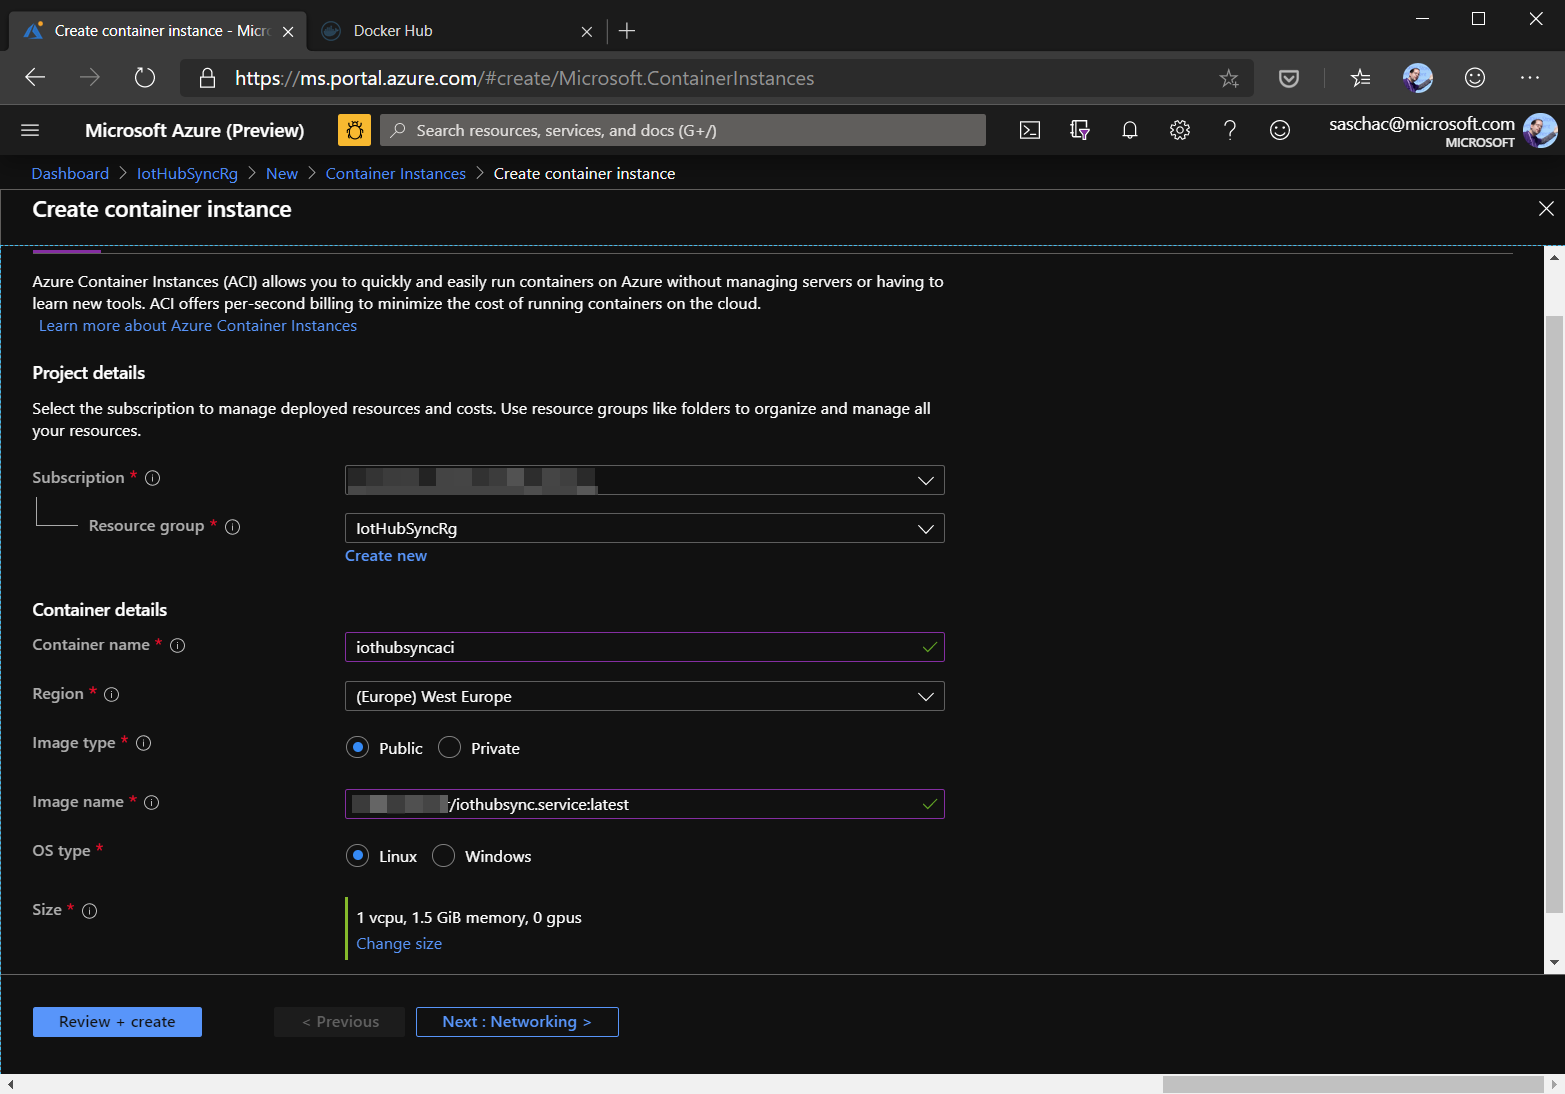 Create container instance - Micr
Docker Hub
https://ms.portal.azure.com/#create/Microsoft.ContainerInstances
Microsoft Azure (Preview)
Search resources, services, and docs (G+/)
saschac@microsoft.com
MICROSOFT
Dashboard > IotHubSyncRg > New > Container Instances > Create container instance
Create container instance
Azure Container Instances (ACI) allows you to quickly and easily run containers on Azure without managing servers or having to
learn new tools. ACI offers per-second billing to minimize the cost of running containers on the cloud.
Learn more about Azure Container Instances
Project details
Select the subscription to manage deployed resources and costs. Use resource groups like folders to organize and manage all
your resources.
Subscription *
Resource group *
IotHubSyncRg
Create new
Container details
Container name *
iothubsyncaci
Region *
(Europe) West Europe
Image type *
Public Private
Image name *
/iothubsync.service:latest
OS type *
Linux Windows
Size *
1 vcpu, 1.5 GiB memory, 0 gpus
Change size
Review + create
< Previous
Next : Networking >